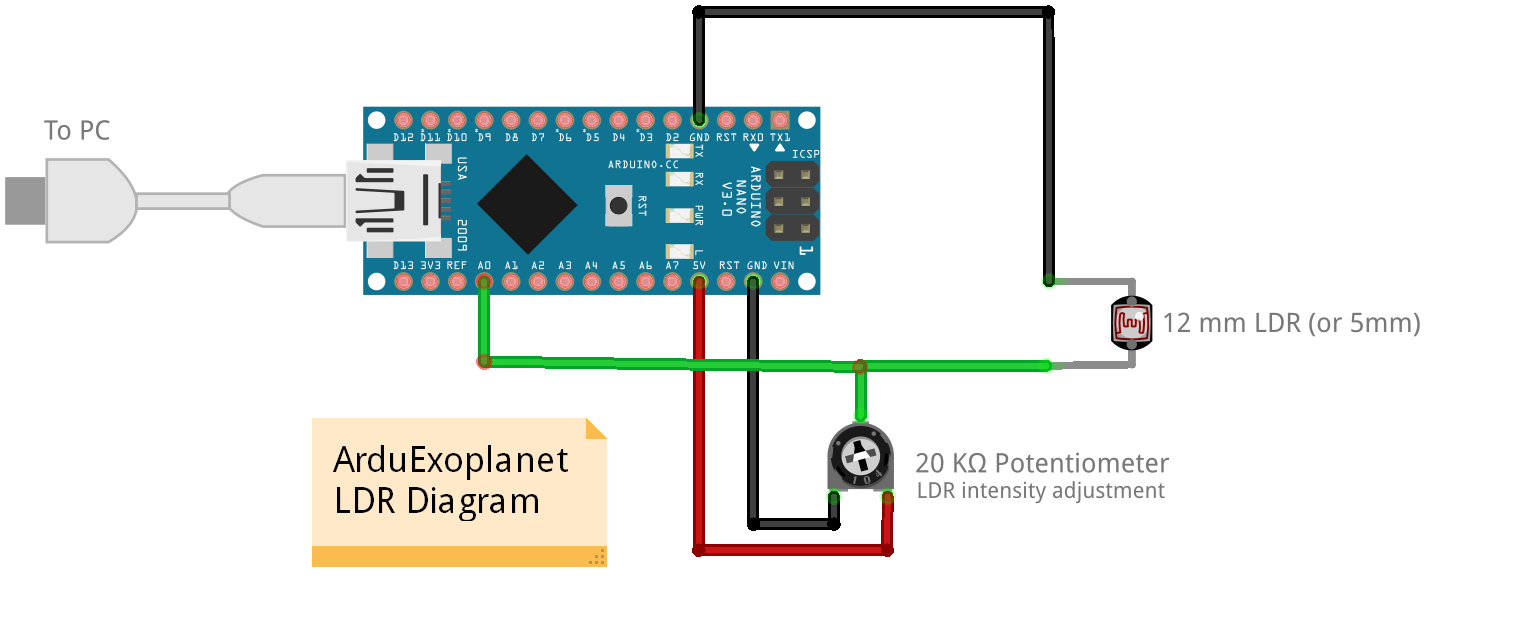 To PC
D12 D11 D10 D9 D8 D7 D6 D5 D4 D3 D2 GND RST RX0 TX1
USA
2009
ARDUINO.CC
RST
TX
RX
PWR
L
ARDUINO
NANO
V3.0
ICSP
1
D13 3V3 REF A0 A1 A2 A3 A4 A5 A6 A7 5V RST GND VIN
12 mm LDR (or 5mm)
ArduExoplanet
LDR Diagram
104
20 KΩ Potentiometer
LDR intensity adjustment